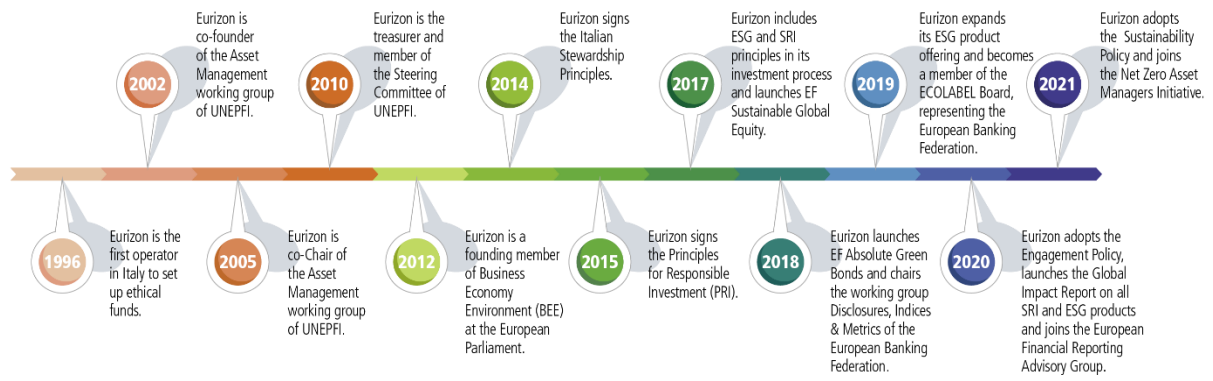 2002
Eurizon is
co-founder
of the Asset
Management
working group
of UNEPFI.
2010
Eurizon is the
treasurer and
member of
the Steering
Committee of
UNEPFI.
2014
Eurizon signs
the Italian
Stewardship
Principles.
2017
Eurizon includes
ESG and SRI
principles in its
investment process
and launches EF
Sustainable Global
Equity.
2019
Eurizon expands
its ESG product
offering and becomes
a member of the
ECOLABEL Board,
representing the
European Banking
Federation.
2021
Eurizon adopts
the Sustainability
Policy and joins
the Net Zero Asset
Managers Initiative.
1996
Eurizon is the
first operator
in Italy to set
up ethical
funds.
2005
Eurizon is
co-Chair of
the Asset
Management
working group
of UNEPFI.
2012
Eurizon is a
founding member
of Business
Economy
Environment (BEE)
at the European
Parliament.
2015
Eurizon signs
the Principles
for Responsible
Investment (PRI).
2018
Eurizon launches
EF Absolute Green
Bonds and chairs
the working group
Disclosures, Indices
& Metrics of the
European Banking
Federation.
2020
Eurizon adopts the
Engagement Policy,
launches the Global
Impact Report on all
SRI and ESG products
and joins the European
Financial Reporting
Advisory Group.